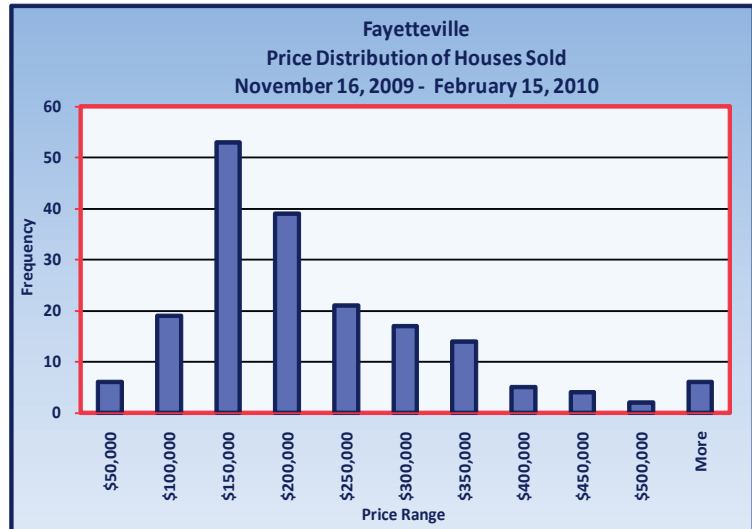 Fayetteville
Price Distribution of Houses Sold
November 16, 2009 - February 15, 2010
60
50
40
30
20
10
0
Frequency
$50,000
$100,000
$150,000
$200,000
$250,000
$300,000
$350,000
$400,000
$450,000
$500,000
More
Price Range